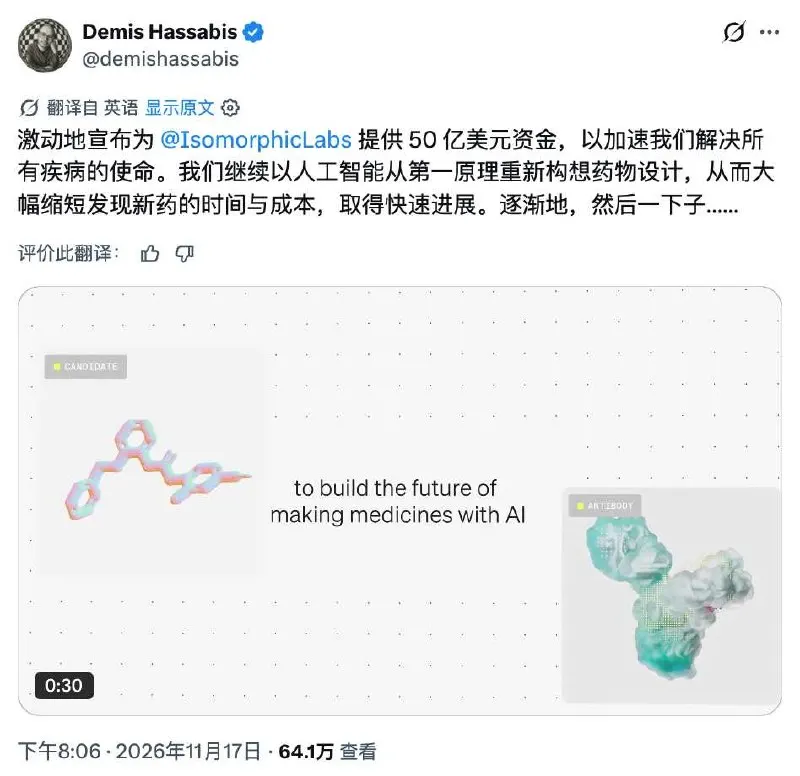 Demis Hassabis
@demishassabis
翻译自 英语 显示原文
激动地宣布为 @IsomorphicLabs 提供 50 亿美元资金，以加速我们解决所
有疾病的使命。我们继续以人工智能从第一原理重新构想药物设计，从而大
幅缩短发现新药的时间与成本，取得快速进展。逐渐地，然后一下子......
评价此翻译：
CANDIDATE
to build the future of
making medicines with AI
ANTIBODY
0:30
下午8:06 · 2026年11月17日 · 64.1万 查看